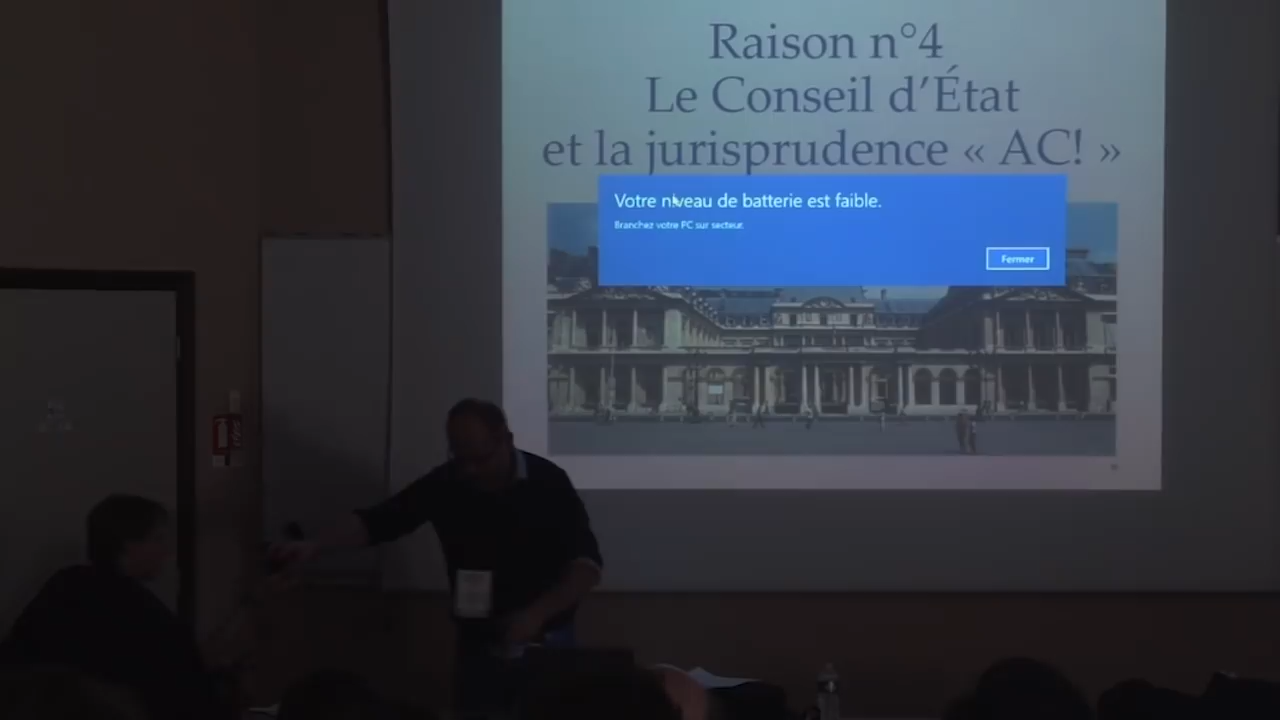 Raison n°4
Le Conseil d'État
et la jurisprudence « AC! »
Votre niveau de batterie est faible.
Branchez votre PC sur secteur.
Fermer